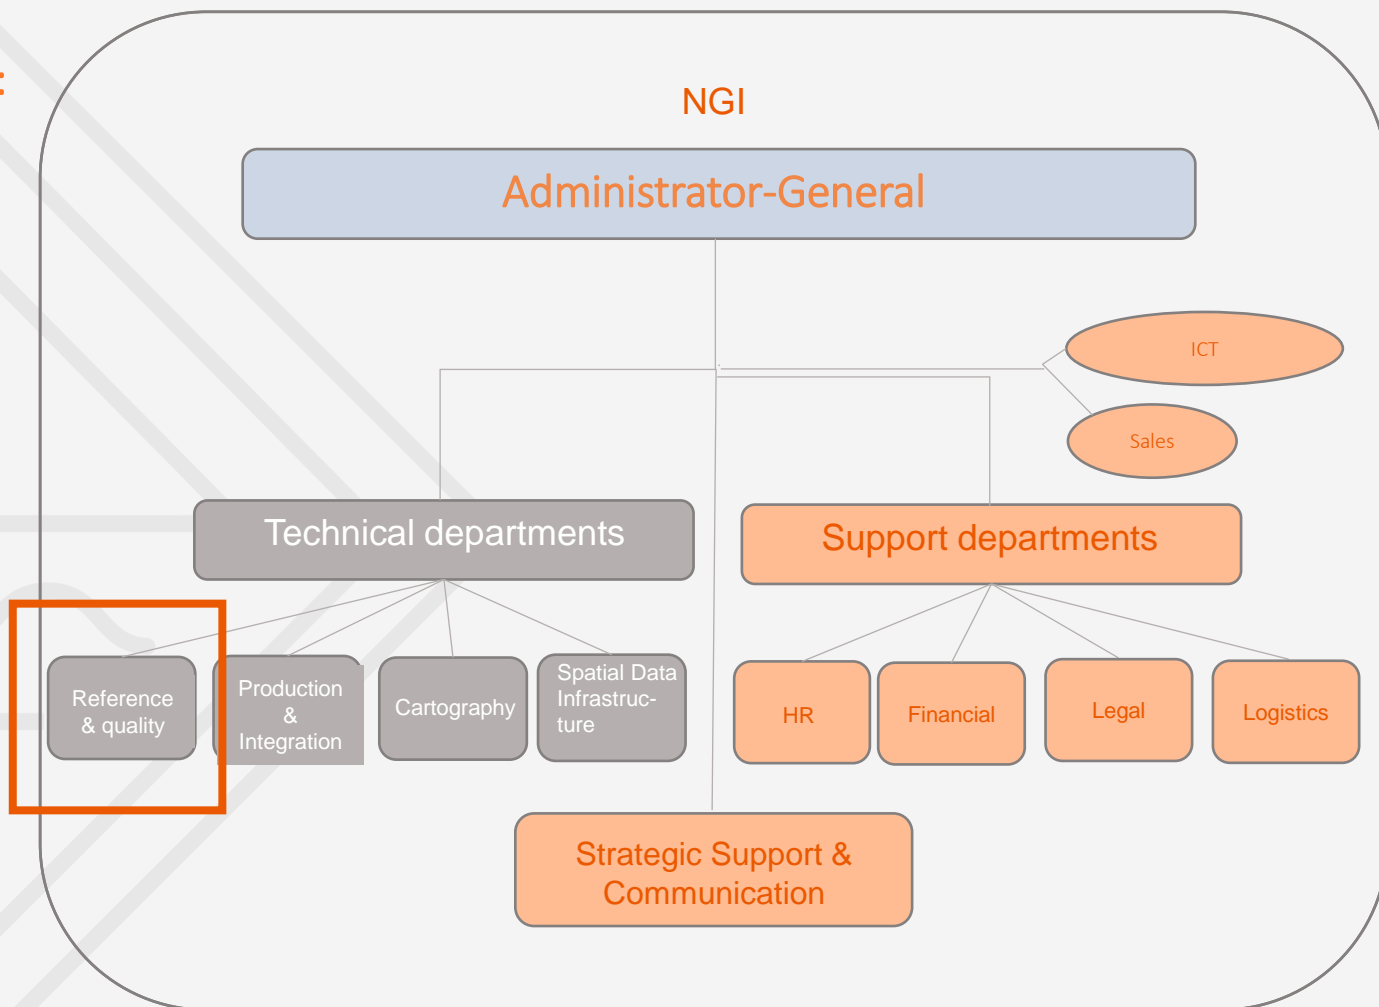 :
NGI
Administrator-General
ICT
Sales
Technical departments
Support departments
Reference
& quality
Production
&
Integration
Cartography
Spatial Data
Infrastruc-
ture
HR
Financial
Legal
Logistics
Strategic Support &
Communication